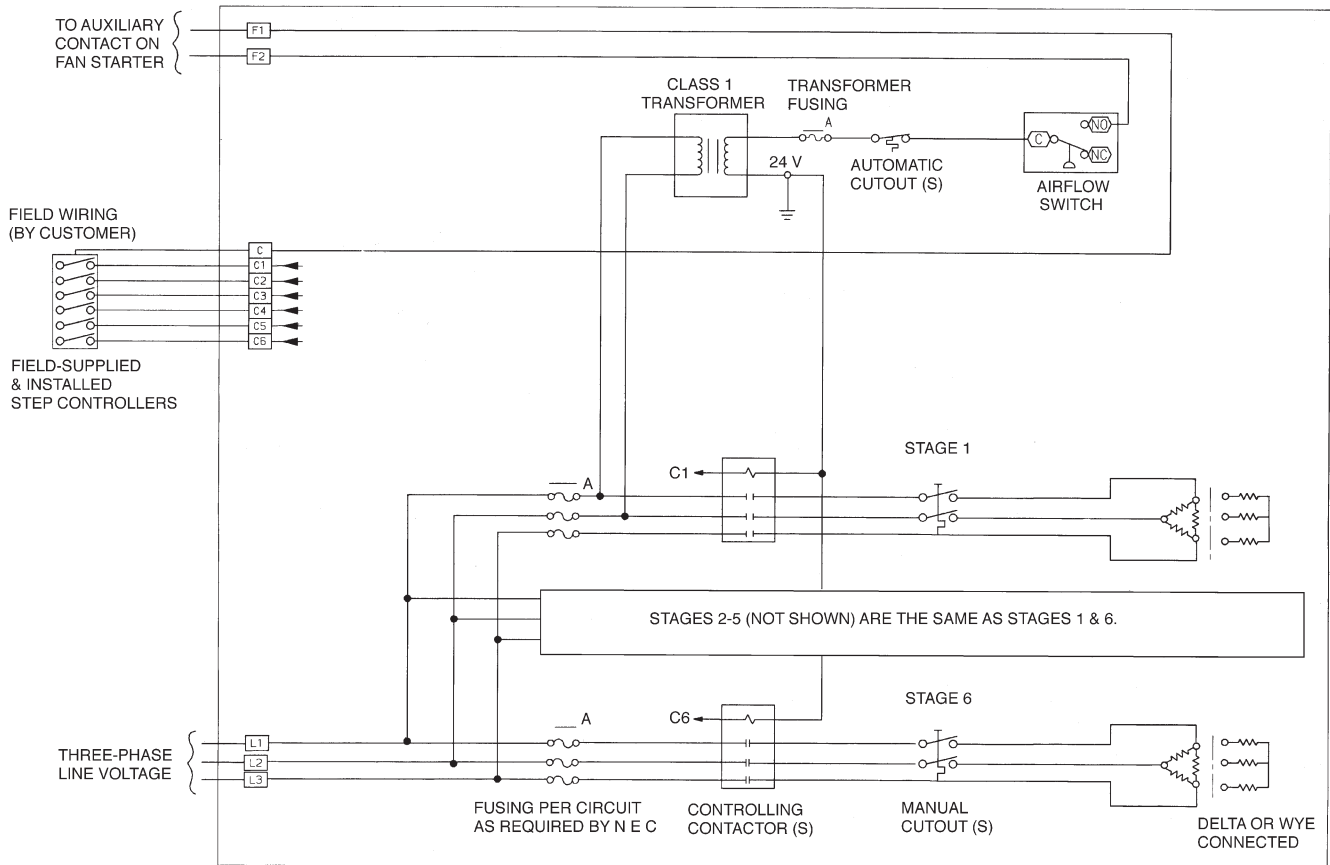 TO AUXILIARY
CONTACT ON
FAN STARTER
F1
F2
CLASS 1
TRANSFORMER
TRANSFORMER
FUSING
A
24 V
AUTOMATIC
CUTOUT (S)
C
NO
NC
AIRFLOW
SWITCH
FIELD WIRING
(BY CUSTOMER)
C
C1
C2
C3
C4
C5
C6
FIELD-SUPPLIED
& INSTALLED
STEP CONTROLLERS
STAGE 1
C1
A
STAGES 2-5 (NOT SHOWN) ARE THE SAME AS STAGES 1 & 6.
STAGE 6
C6
A
THREE-PHASE
LINE VOLTAGE
L1
L2
L3
FUSING PER CIRCUIT
AS REQUIRED BY N E C
CONTROLLING
CONTACTOR (S)
MANUAL
CUTOUT (S)
DELTA OR WYE
CONNECTED